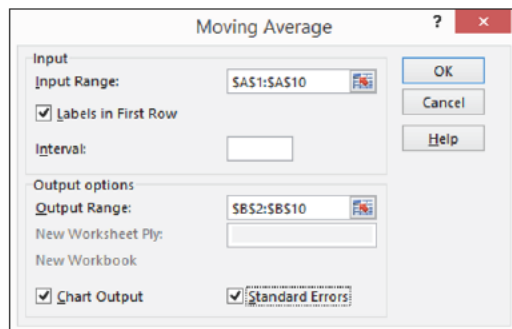 Moving Average
?
×
Input
Input Range:
$A$1:$A$10
OK
Labels in First Row
Cancel
Interval:
Help
Output options
Output Range:
$B$2:$B$10
New Worksheet Ply:
New Workbook
Chart Output
Standard Errors